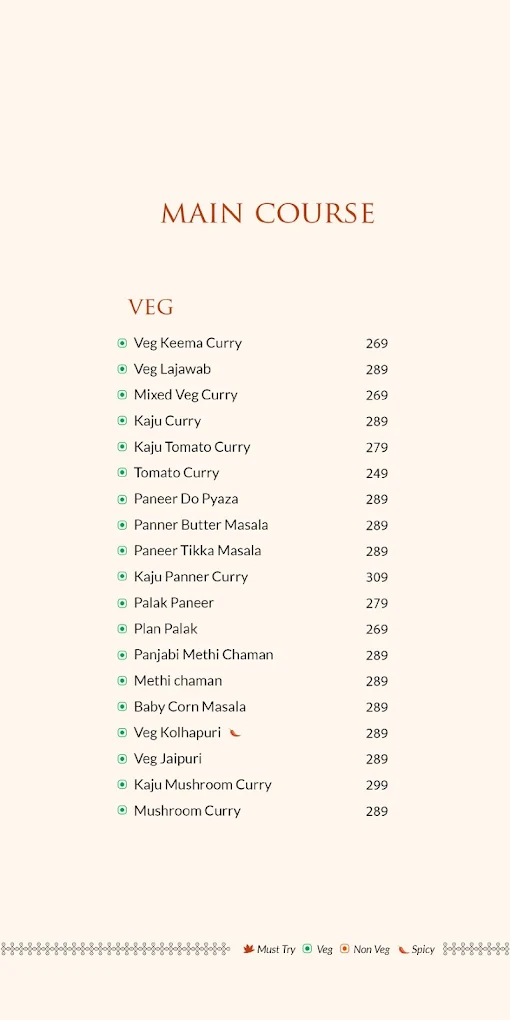 MAIN COURSE
VEG
Veg Keema Curry 269
Veg Lajawab 289
Mixed Veg Curry 269
Kaju Curry 289
Kaju Tomato Curry 279
Tomato Curry 249
Paneer Do Pyaza 289
Panner Butter Masala 289
Paneer Tikka Masala 289
Kaju Panner Curry 309
Palak Paneer 279
Plan Palak 269
Panjabi Methi Chaman 289
Methi chaman 289
Baby Corn Masala 289
Veg Kolhapuri 289
Veg Jaipuri 289
Kaju Mushroom Curry 299
Mushroom Curry 289
Must Try Veg Non Veg Spicy